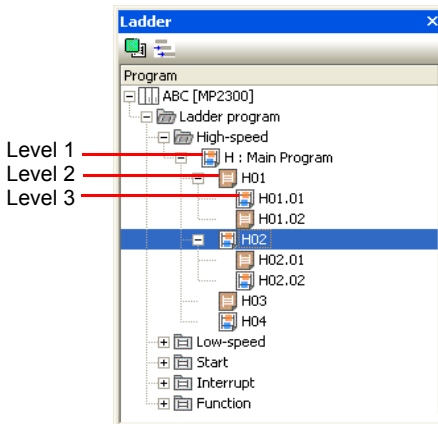 Ladder
Program
ABC [MP2300]
Ladder program
High-speed
Level 1
H : Main Program
Level 2
H01
Level 3
H01.01
H01.02
H02
H02.01
H02.02
H03
H04
Low-speed
Start
Interrupt
Function